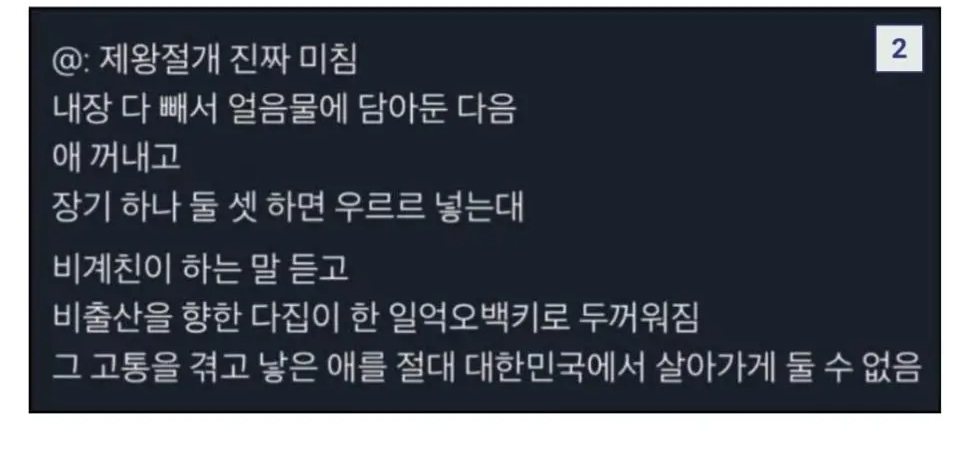 @: 제왕절개 진짜 미침
2
내장 다 빼서 얼음물에 담아둔 다음
애 꺼내고
장기 하나 둘 셋 하면 우르르 넣는대
비계친이 하는 말 듣고
비출산을 향한 다집이 한 일억오백키로 두꺼워짐
그 고통을 겪고 낳은 애를 절대 대한민국에서 살아가게 둘 수 없음